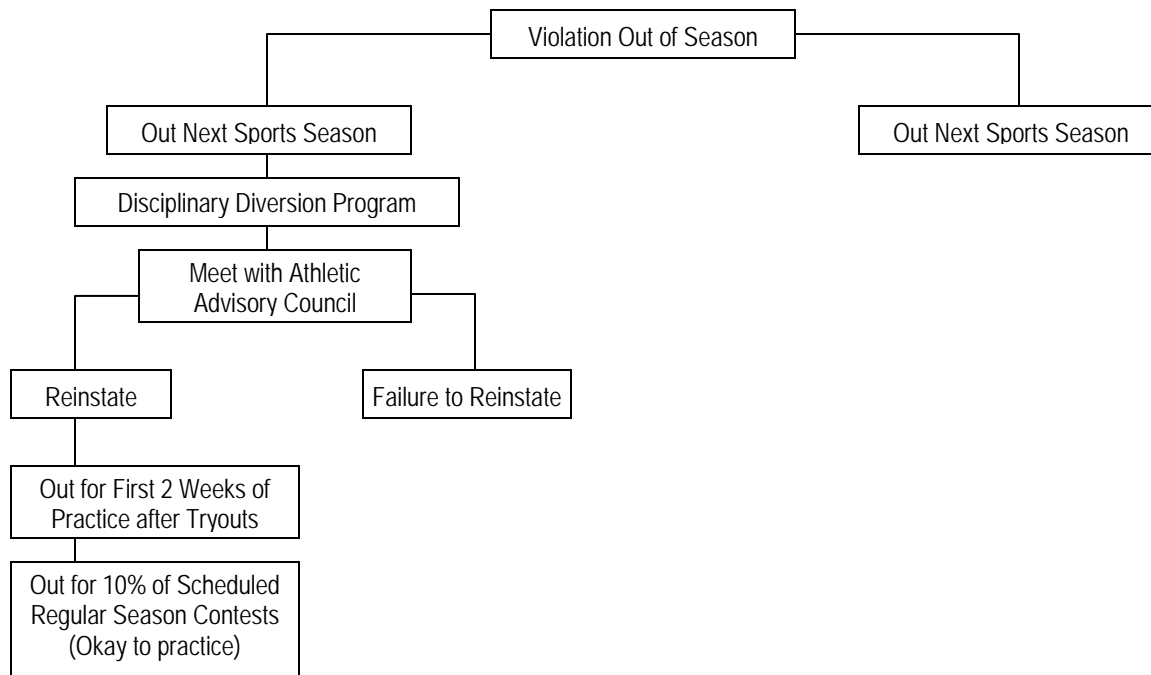 Violation Out of Season
Out Next Sports Season
Out Next Sports Season
Disciplinary Diversion Program
Meet with Athletic
Advisory Council
Reinstate
Failure to Reinstate
Out for First 2 Weeks of
Practice after Tryouts
Out for 10% of Scheduled
Regular Season Contests
(Okay to practice)